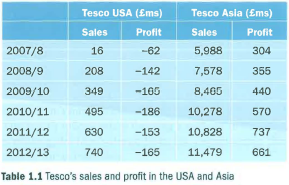 Tesco USA (£ms) Tesco Asia (£ms)
Sales Profit Sales Profit
2007/8 16 –62 5,988 304
2008/9 208 –142 7,578 355
2009/10 349 –165 8,465 440
2010/11 495 –186 10,278 570
2011/12 630 –153 10,828 737
2012/13 740 –165 11,479 661
Table 1.1 Tesco's sales and profit in the USA and Asia